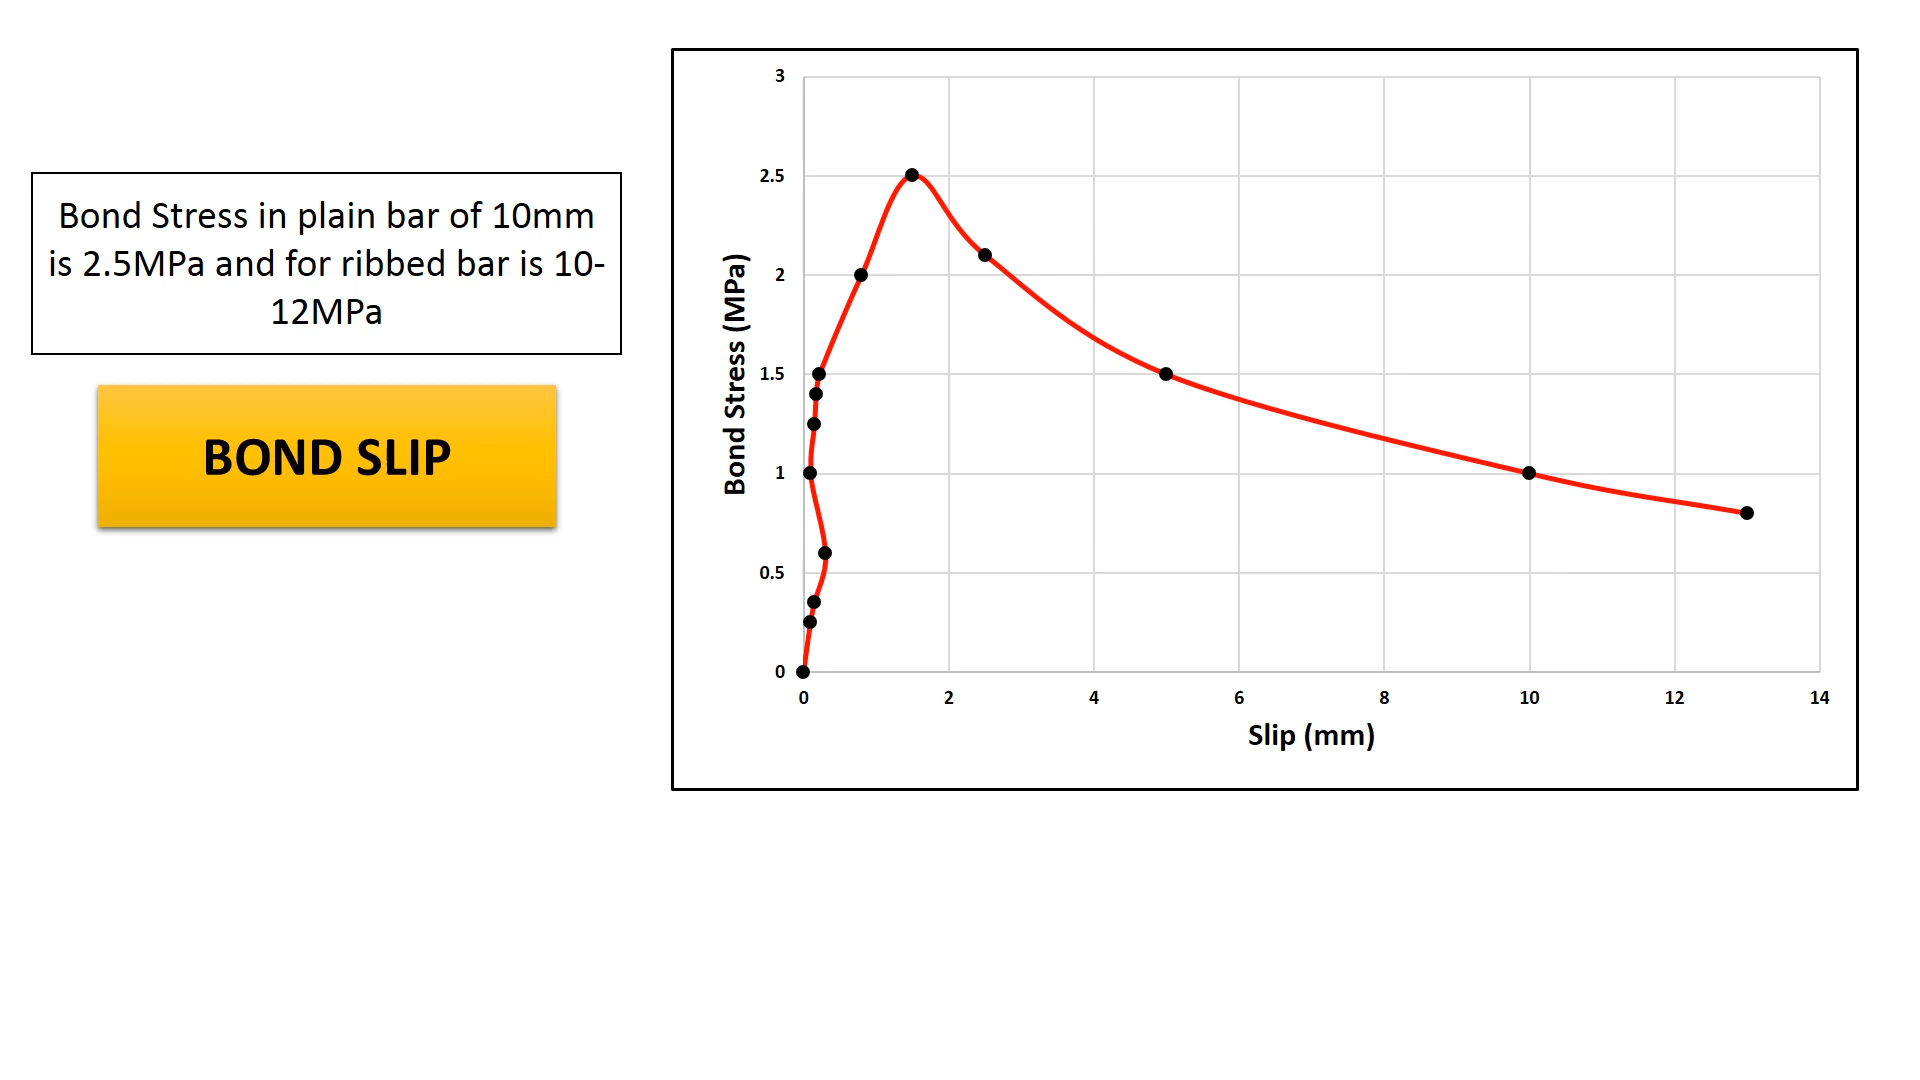 Bond Stress in plain bar of 10mm
is 2.5MPa and for ribbed bar is 10-
12MPa
BOND SLIP
Bond Stress (MPa)
3
2.5
2
1.5
1
0.5
0
0 2 4 6 8 10 12 14
Slip (mm)